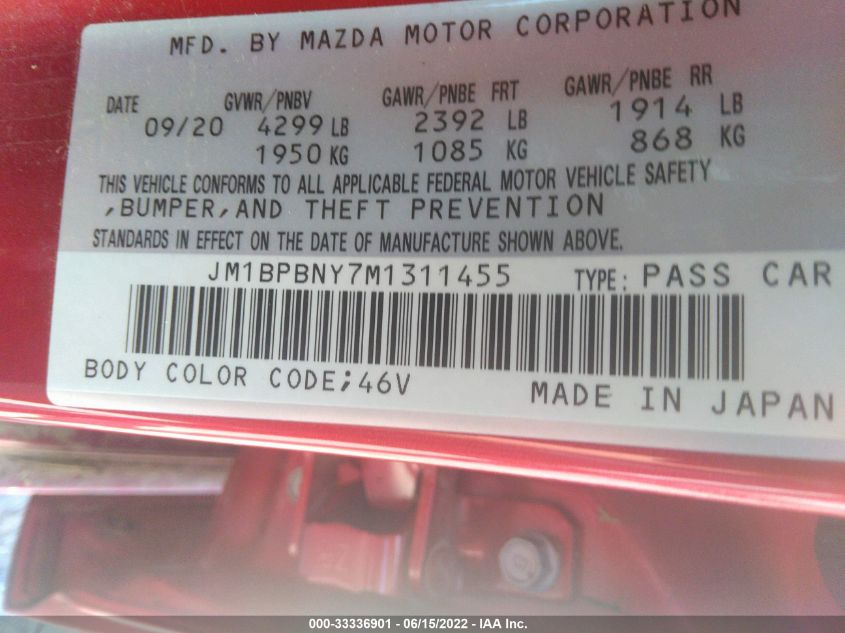 MFD. BY MAZDA MOTOR CORPORATION
DATE GVWR/PNBV GAWR/PNBE FRT GAWR/PNBE RR
09/20 4299 LB 2392 LB 1914 LB
1950 KG 1085 KG 868 KG
THIS VEHICLE CONFORMS TO ALL APPLICABLE FEDERAL MOTOR VEHICLE SAFETY
,BUMPER,AND THEFT PREVENTION
STANDARDS IN EFFECT ON THE DATE OF MANUFACTURE SHOWN ABOVE.
JM1BPBNY7M1311455 TYPE: PASS CAR
BODY COLOR CODE;46V MADE IN JAPAN
000-33336901 - 06/15/2022 - IAA Inc.